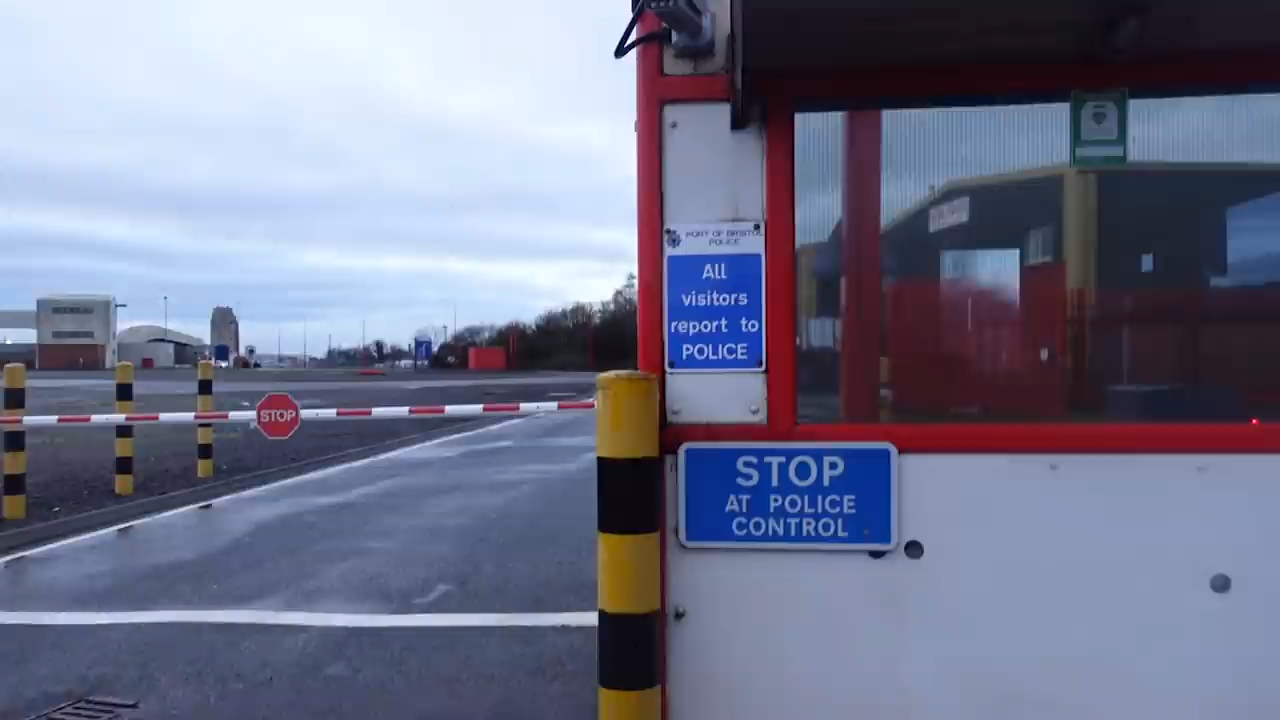 PORT OF BRISTOL
POLICE
All
visitors
report to
POLICE
STOP
STOP
AT POLICE
CONTROL